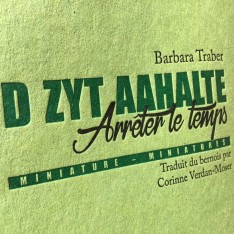 Barbara Traber
D ZYT AAHALTE
Arrêter le temps
MINIATURE – MINIATURES
Traduit du bernois par
Corinne Verdan-Moser